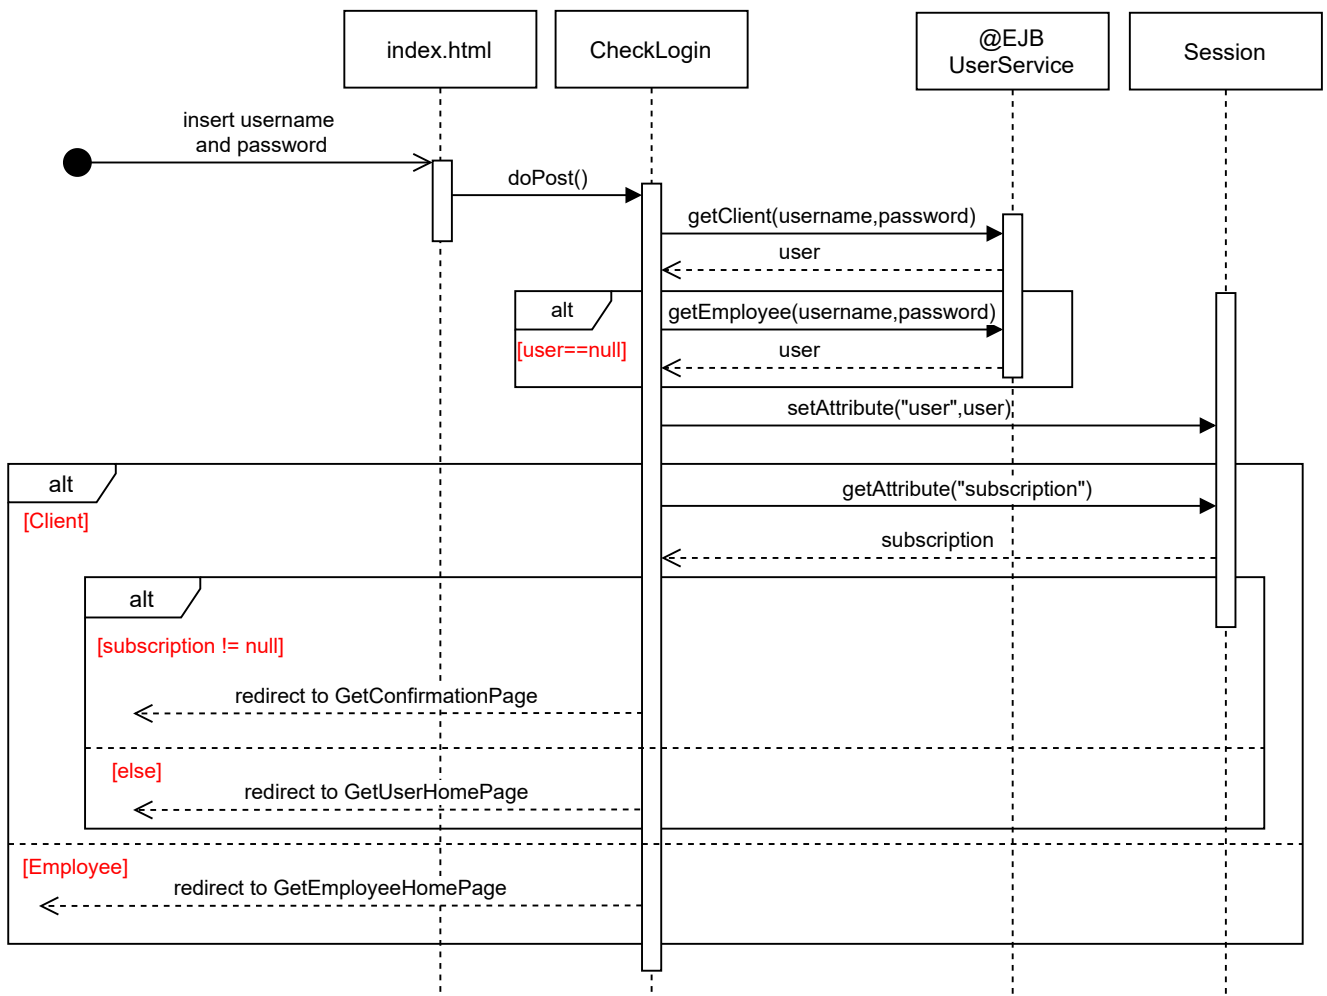 index.html
CheckLogin
@EJB
UserService
Session
insert username
and password
doPost()
getClient(username,password)
user
alt
getEmployee(username,password)
[user==null]
user
setAttribute("user",user)
alt
getAttribute("subscription")
[Client]
subscription
alt
[subscription != null]
redirect to GetConfirmationPage
[else]
redirect to GetUserHomePage
[Employee]
redirect to GetEmployeeHomePage